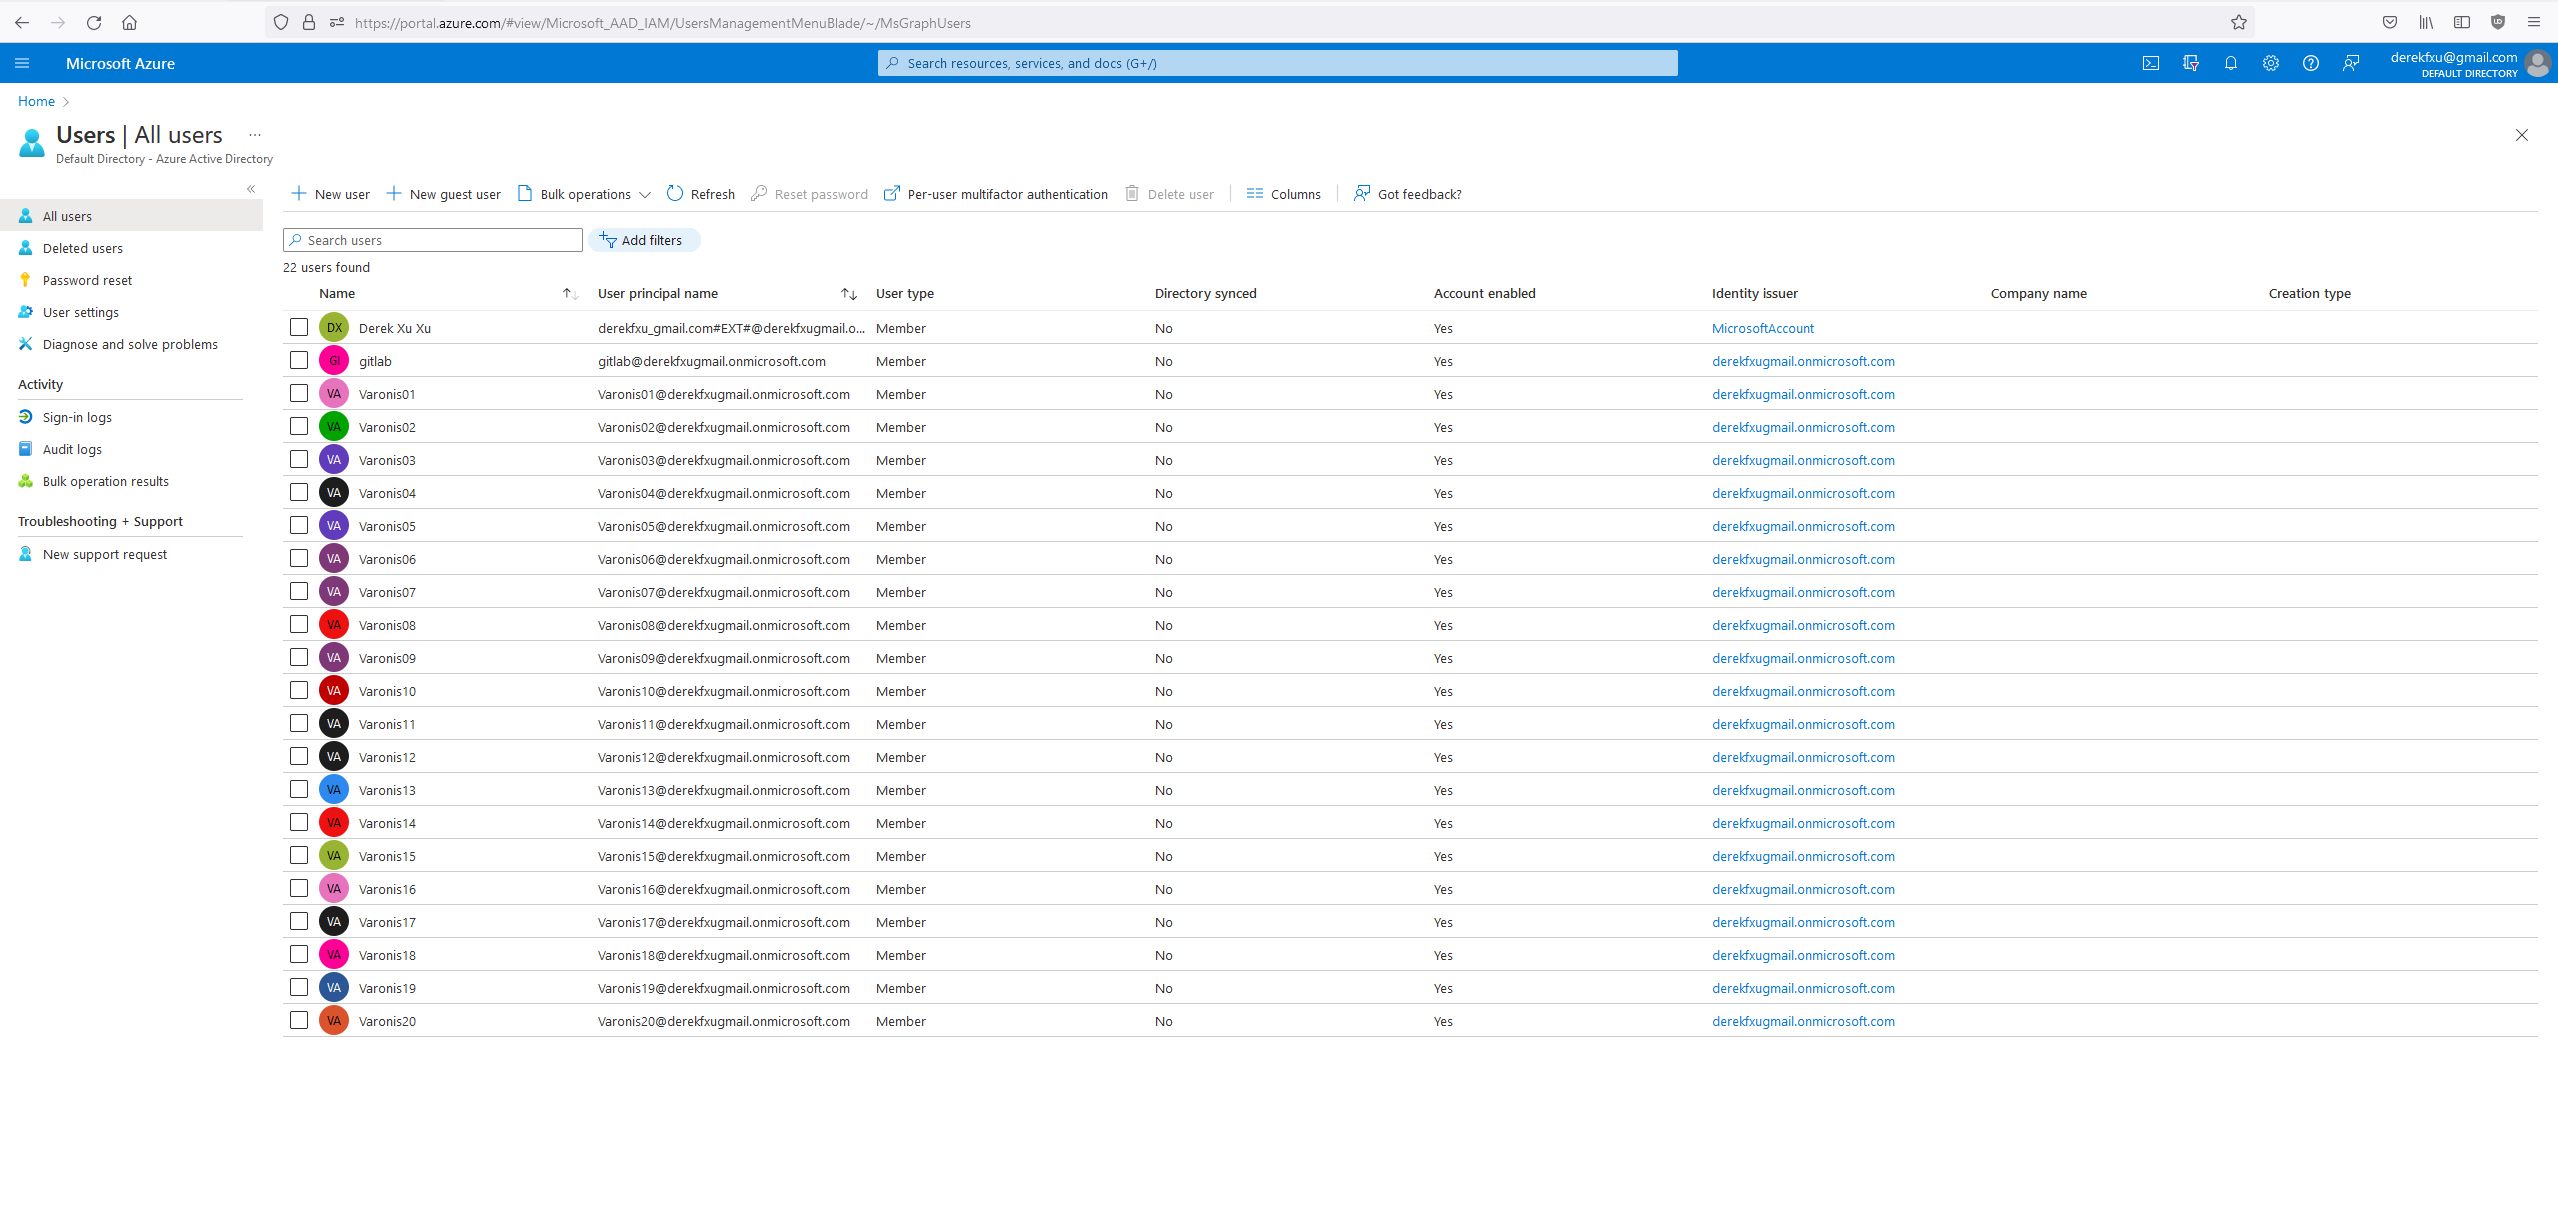 https://portal.azure.com/#view/Microsoft_AAD_IAM/UsersManagementMenuBlade/~/MsGraphUsers
Microsoft Azure
Search resources, services, and docs (G+/)
derekfxu@gmail.com
DEFAULT DIRECTORY
Home
Users | All users ...
Default Directory - Azure Active Directory
New user New guest user Bulk operations Refresh Reset password Per-user multifactor authentication Delete user Columns Got feedback?
All users
Deleted users
Password reset
User settings
Diagnose and solve problems
Activity
Sign-in logs
Audit logs
Bulk operation results
Troubleshooting + Support
New support request
Search users Add filters
22 users found
Name User principal name User type Directory synced Account enabled Identity issuer Company name Creation type
DX Derek Xu Xu derekfxu_gmail.com#EXT#@derekfxugmail.o... Member No Yes MicrosoftAccount
GI gitlab gitlab@derekfxugmail.onmicrosoft.com Member No Yes derekfxugmail.onmicrosoft.com
VA Varonis01 Varonis01@derekfxugmail.onmicrosoft.com Member No Yes derekfxugmail.onmicrosoft.com
VA Varonis02 Varonis02@derekfxugmail.onmicrosoft.com Member No Yes derekfxugmail.onmicrosoft.com
VA Varonis03 Varonis03@derekfxugmail.onmicrosoft.com Member No Yes derekfxugmail.onmicrosoft.com
VA Varonis04 Varonis04@derekfxugmail.onmicrosoft.com Member No Yes derekfxugmail.onmicrosoft.com
VA Varonis05 Varonis05@derekfxugmail.onmicrosoft.com Member No Yes derekfxugmail.onmicrosoft.com
VA Varonis06 Varonis06@derekfxugmail.onmicrosoft.com Member No Yes derekfxugmail.onmicrosoft.com
VA Varonis07 Varonis07@derekfxugmail.onmicrosoft.com Member No Yes derekfxugmail.onmicrosoft.com
VA Varonis08 Varonis08@derekfxugmail.onmicrosoft.com Member No Yes derekfxugmail.onmicrosoft.com
VA Varonis09 Varonis09@derekfxugmail.onmicrosoft.com Member No Yes derekfxugmail.onmicrosoft.com
VA Varonis10 Varonis10@derekfxugmail.onmicrosoft.com Member No Yes derekfxugmail.onmicrosoft.com
VA Varonis11 Varonis11@derekfxugmail.onmicrosoft.com Member No Yes derekfxugmail.onmicrosoft.com
VA Varonis12 Varonis12@derekfxugmail.onmicrosoft.com Member No Yes derekfxugmail.onmicrosoft.com
VA Varonis13 Varonis13@derekfxugmail.onmicrosoft.com Member No Yes derekfxugmail.onmicrosoft.com
VA Varonis14 Varonis14@derekfxugmail.onmicrosoft.com Member No Yes derekfxugmail.onmicrosoft.com
VA Varonis15 Varonis15@derekfxugmail.onmicrosoft.com Member No Yes derekfxugmail.onmicrosoft.com
VA Varonis16 Varonis16@derekfxugmail.onmicrosoft.com Member No Yes derekfxugmail.onmicrosoft.com
VA Varonis17 Varonis17@derekfxugmail.onmicrosoft.com Member No Yes derekfxugmail.onmicrosoft.com
VA Varonis18 Varonis18@derekfxugmail.onmicrosoft.com Member No Yes derekfxugmail.onmicrosoft.com
VA Varonis19 Varonis19@derekfxugmail.onmicrosoft.com Member No Yes derekfxugmail.onmicrosoft.com
VA Varonis20 Varonis20@derekfxugmail.onmicrosoft.com Member No Yes derekfxugmail.onmicrosoft.com